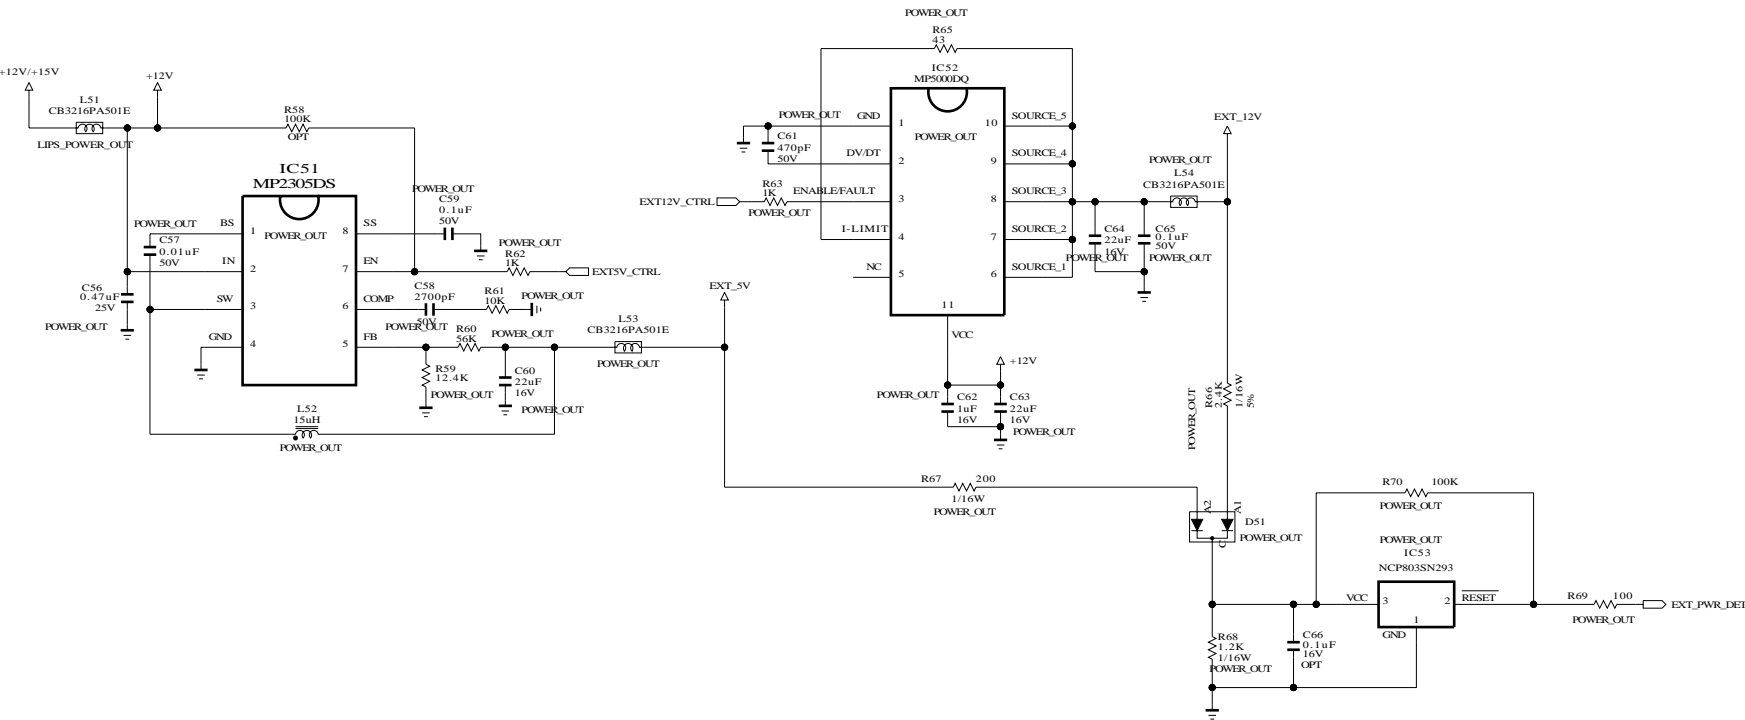 +12V/+15V
L51
CB3216PA501E
LIPS_POWER_OUT
+12V
R58
100K
OPT
IC51
MP2305DS
POWER_OUT
BS
IN
SW
GND
1
2
3
4
8
7
6
5
SS
EN
COMP
FB
POWER_OUT
C57
0.01uF
50V
C56
0.47uF
25V
POWER_OUT
POWER_OUT
C59
0.1uF
50V
POWER_OUT
R62
1K
EXT5V_CTRL
C58
2700pF
50V
POWER_OUT
R61
10K
POWER_OUT
R60
56K
POWER_OUT
R59
12.4K
POWER_OUT
C60
22uF
16V
POWER_OUT
L52
15uH
POWER_OUT
L53
CB3216PA501E
POWER_OUT
EXT_5V
POWER_OUT
R65
43
IC52
MP5000DQ
POWER_OUT
GND
DV/DT
ENABLE/FAULT
I-LIMIT
NC
1
2
3
4
5
10
9
8
7
6
11
SOURCE_5
SOURCE_4
SOURCE_3
SOURCE_2
SOURCE_1
VCC
POWER_OUT
C61
470pF
50V
EXT12V_CTRL
R63
1K
POWER_OUT
+12V
POWER_OUT
C62
1uF
16V
C63
22uF
16V
POWER_OUT
C64
22uF
16V
POWER_OUT
C65
0.1uF
50V
POWER_OUT
POWER_OUT
L54
CB3216PA501E
EXT_12V
POWER_OUT
R66
2.4K
1/16W
5%
R67
200
1/16W
POWER_OUT
A2
A1
C
D51
POWER_OUT
R68
1.2K
1/16W
POWER_OUT
C66
0.1uF
16V
OPT
R70
100K
POWER_OUT
POWER_OUT
IC53
NCP803SN293
VCC
3
2
RESET
1
GND
R69
100
POWER_OUT
EXT_PWR_DET